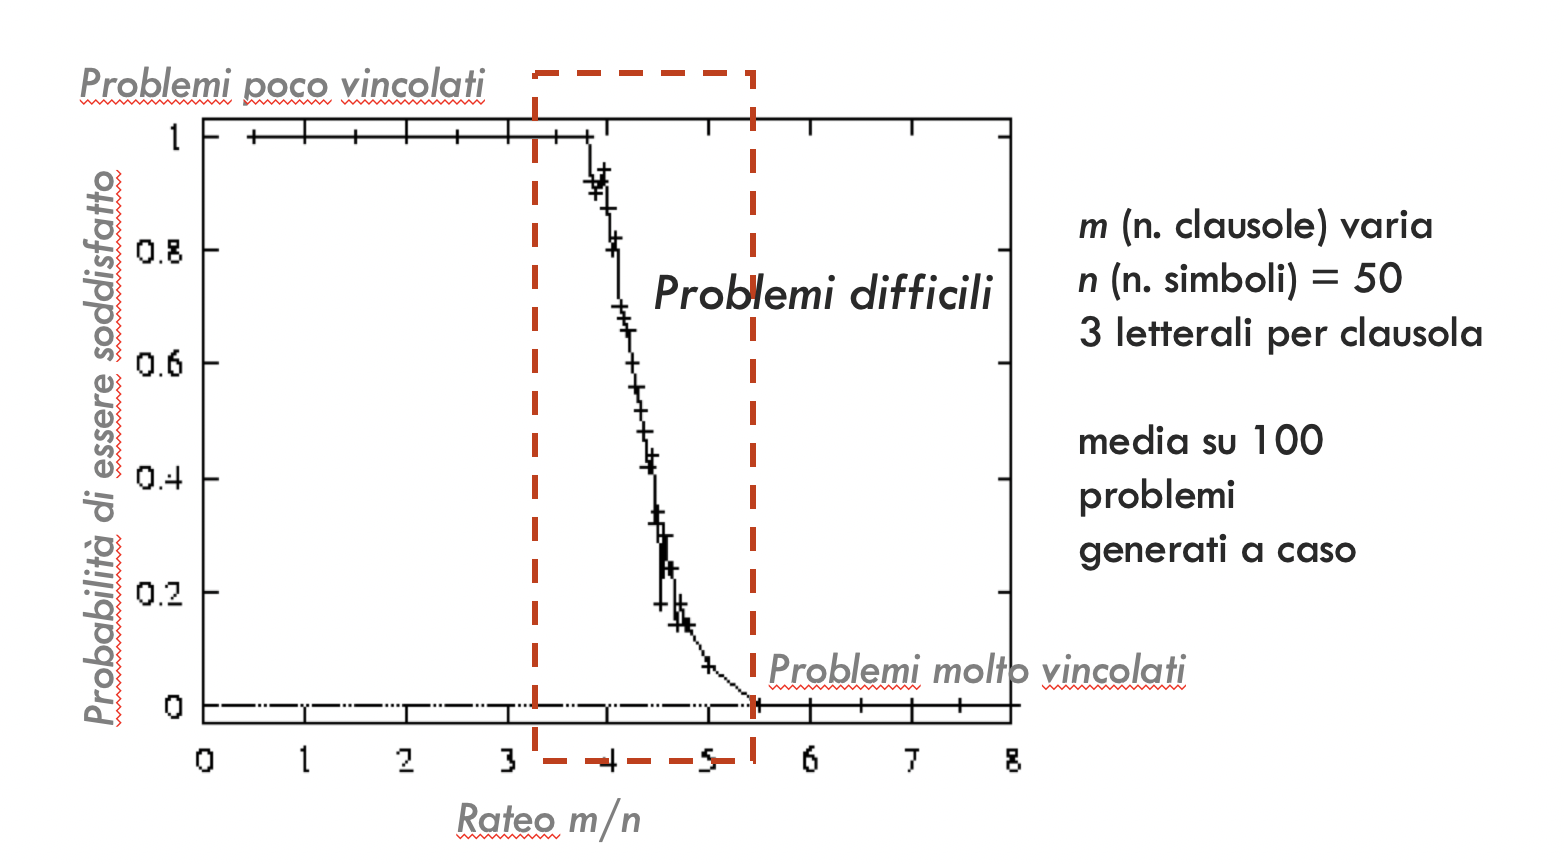 Problemi poco vincolati
Probabilità di essere soddisfatto
1
0.8
0.6
0.4
0.2
0
0 1 2 3 4 5 6 7 8
Rateo m/n
Problemi difficili
Problemi molto vincolati
m (n. clausole) varia
n (n. simboli) = 50
3 letterali per clausola
media su 100
problemi
generati a caso